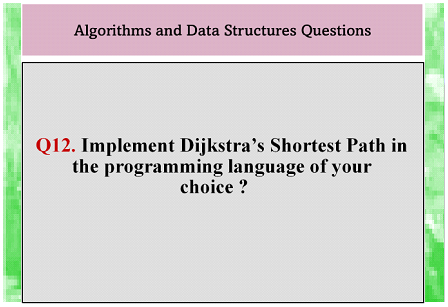 Algorithms and Data Structures Questions
Q12. Implement Dijkstra’s Shortest Path in
the programming language of your
choice ?